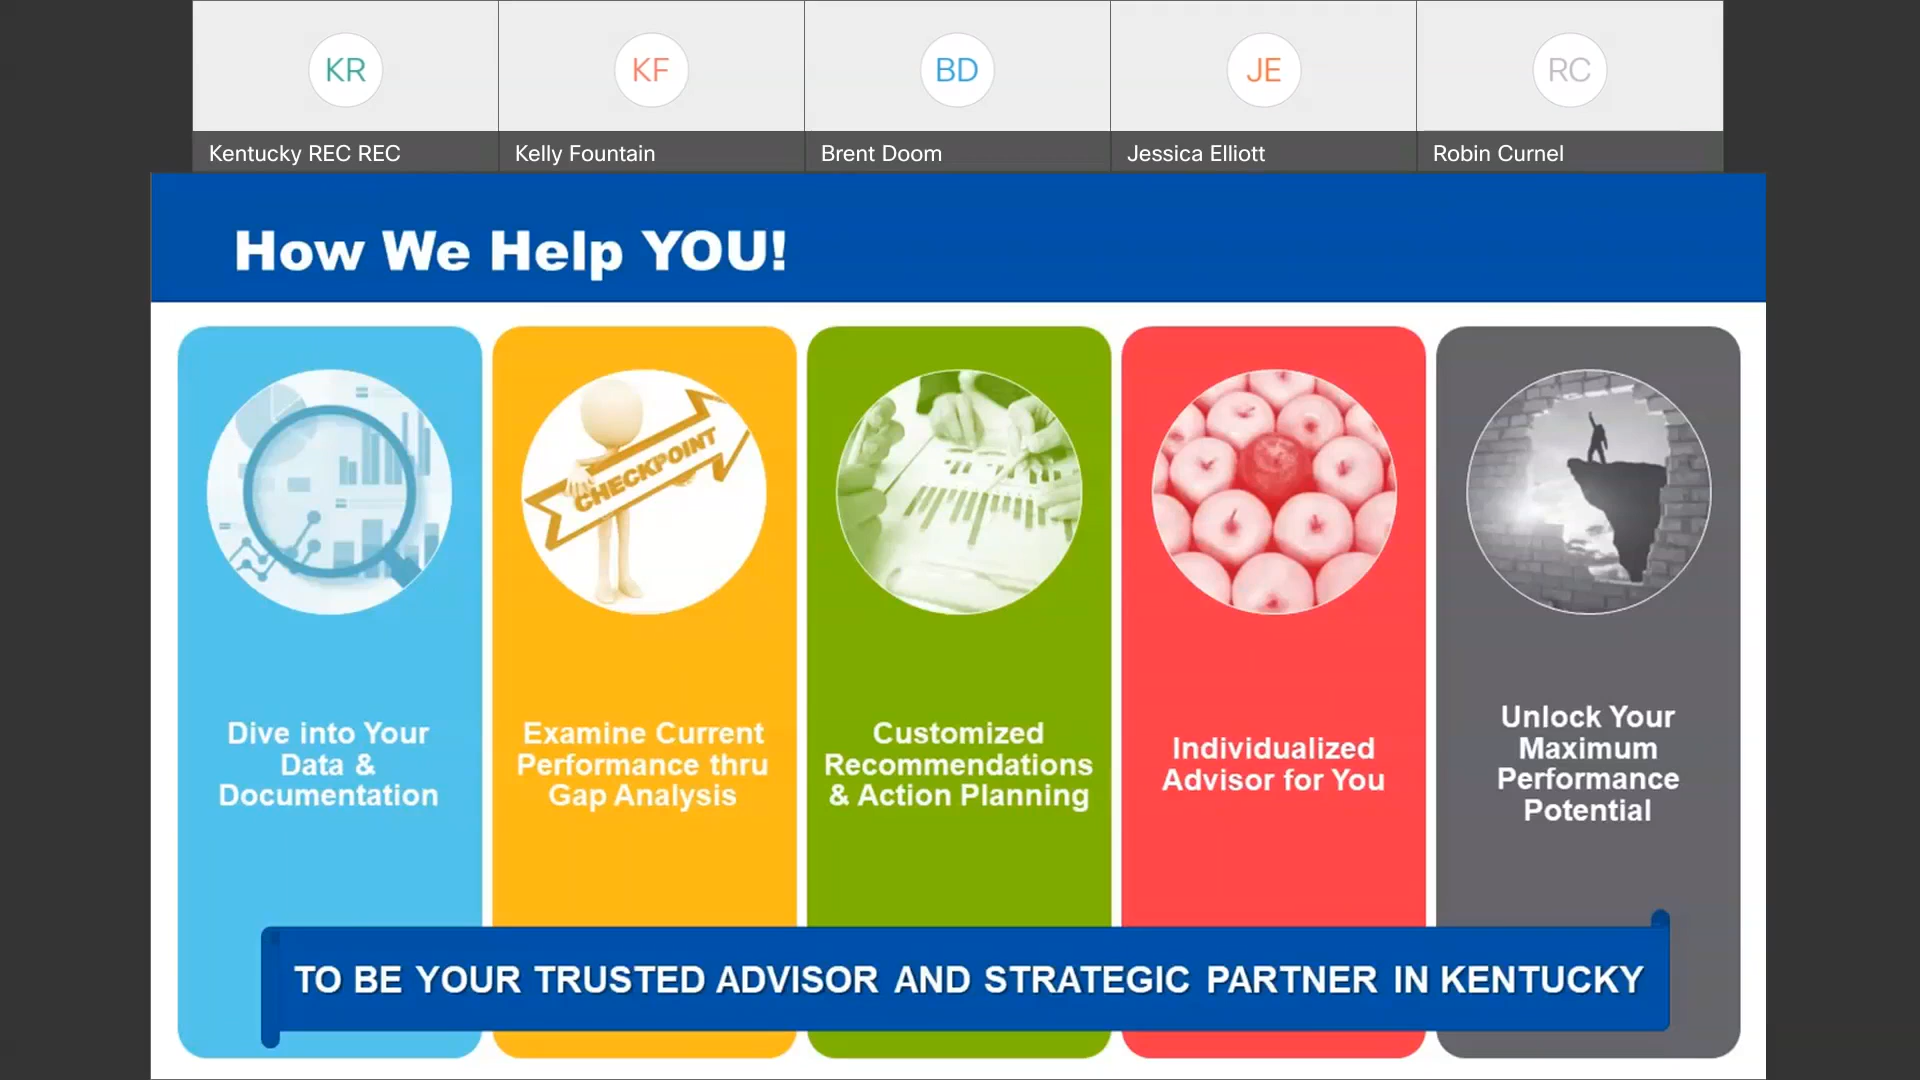 KR
KF
BD
JE
RC
Kentucky REC REC
Kelly Fountain
Brent Doom
Jessica Elliott
Robin Curnel
How We Help YOU!
CHECKPOINT
Dive into Your
Data &
Documentation
Examine Current
Performance thru
Gap Analysis
Customized
Recommendations
& Action Planning
Individualized
Advisor for You
Unlock Your
Maximum
Performance
Potential
TO BE YOUR TRUSTED ADVISOR AND STRATEGIC PARTNER IN KENTUCKY